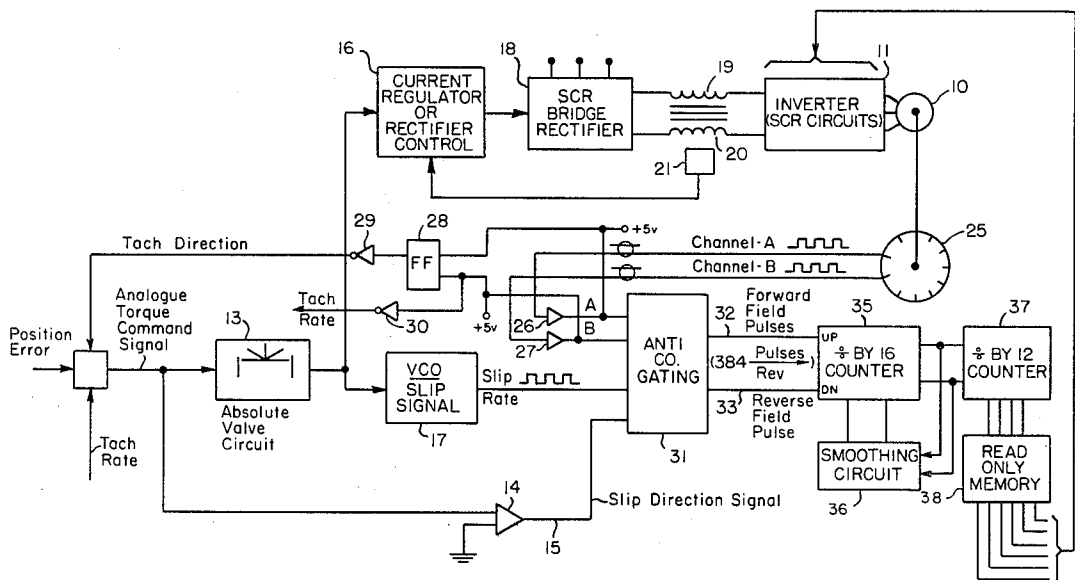 16
CURRENT
REGULATOR
OR
RECTIFIER
CONTROL
18
SCR
BRIDGE
RECTIFIER
19
20
21
11
INVERTER
(SCR CIRCUITS)
10
29
28
FF
Tach Direction
+5v
Channel-A
Channel-B
25
Tach
Rate
30
+5v
26
27
A
B
Analogue
Torque
Command
Signal
Position
Error
Tach
Rate
13
Absolute
Valve
Circuit
VCO
SLIP
SIGNAL
17
Slip
Rate
ANTI
CO.
GATING
31
32
Forward
Field
Pulses
(384 Pulses
Rev)
33
Reverse
Field
Pulse
35
UP
÷ BY 16
COUNTER
DN
37
÷ BY 12
COUNTER
SMOOTHING
CIRCUIT
36
READ
ONLY
MEMORY
38
14
15
Slip Direction Signal